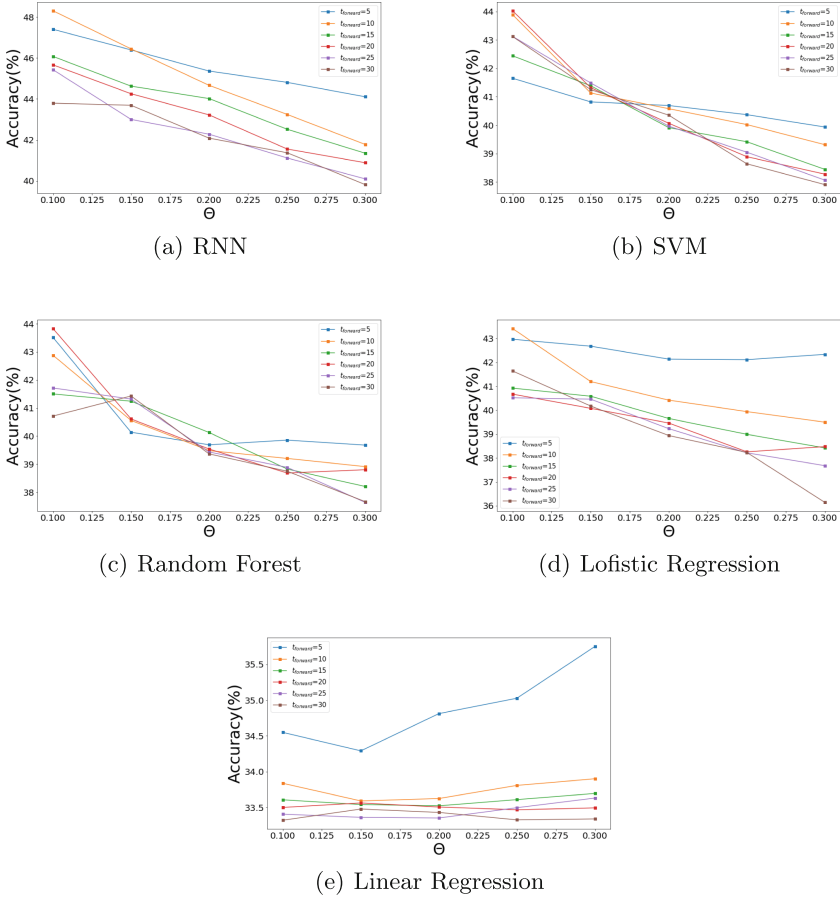 48
46
44
42
40
Accuracy(%)
0.100 0.125 0.150 0.175 0.200 0.225 0.250 0.275 0.300
Θ
t_forward=5
t_forward=10
t_forward=15
t_forward=20
t_forward=25
t_forward=30
(a) RNN
44
43
42
41
40
39
38
Accuracy(%)
0.100 0.125 0.150 0.175 0.200 0.225 0.250 0.275 0.300
Θ
t_forward=5
t_forward=10
t_forward=15
t_forward=20
t_forward=25
t_forward=30
(b) SVM
44
43
42
41
40
39
38
Accuracy(%)
0.100 0.125 0.150 0.175 0.200 0.225 0.250 0.275 0.300
Θ
t_forward=5
t_forward=10
t_forward=15
t_forward=20
t_forward=25
t_forward=30
(c) Random Forest
43
42
41
40
39
38
37
36
Accuracy(%)
0.100 0.125 0.150 0.175 0.200 0.225 0.250 0.275 0.300
Θ
t_forward=5
t_forward=10
t_forward=15
t_forward=20
t_forward=25
t_forward=30
(d) Lofistic Regression
35.5
35.0
34.5
34.0
33.5
Accuracy(%)
0.100 0.125 0.150 0.175 0.200 0.225 0.250 0.275 0.300
Θ
t_forward=5
t_forward=10
t_forward=15
t_forward=20
t_forward=25
t_forward=30
(e) Linear Regression